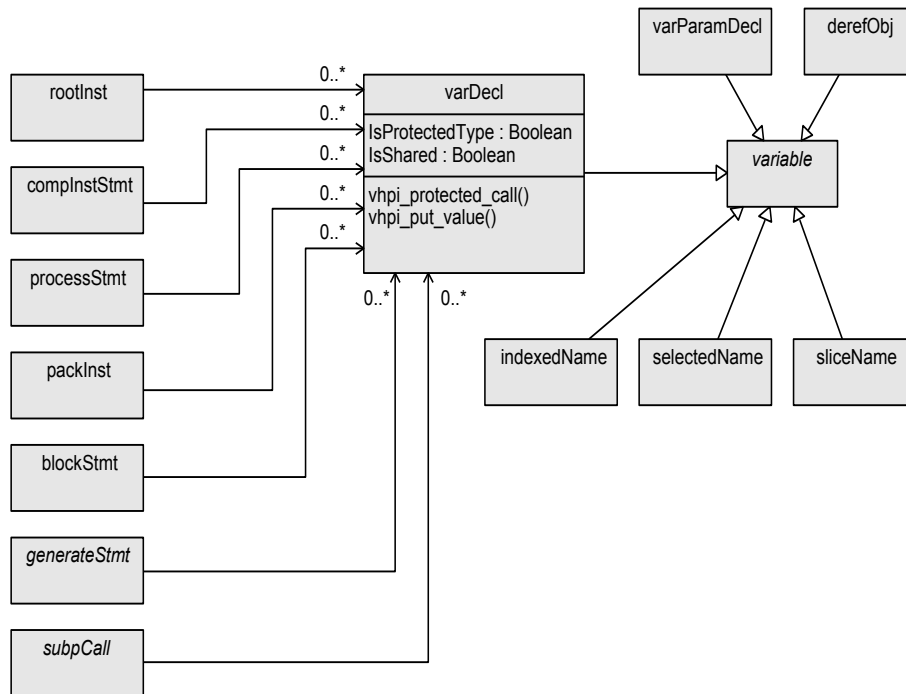 varParamDecl
derefObj
rootInst
0..*
varDecl
0..*
IsProtectedType : Boolean
IsShared : Boolean
compInstStmt
0..*
variable
0..*
vhpi_protected_call()
vhpi_put_value()
0..*
processStmt
0..*
0..*
packInst
indexedName
selectedName
sliceName
blockStmt
generateStmt
subpCall